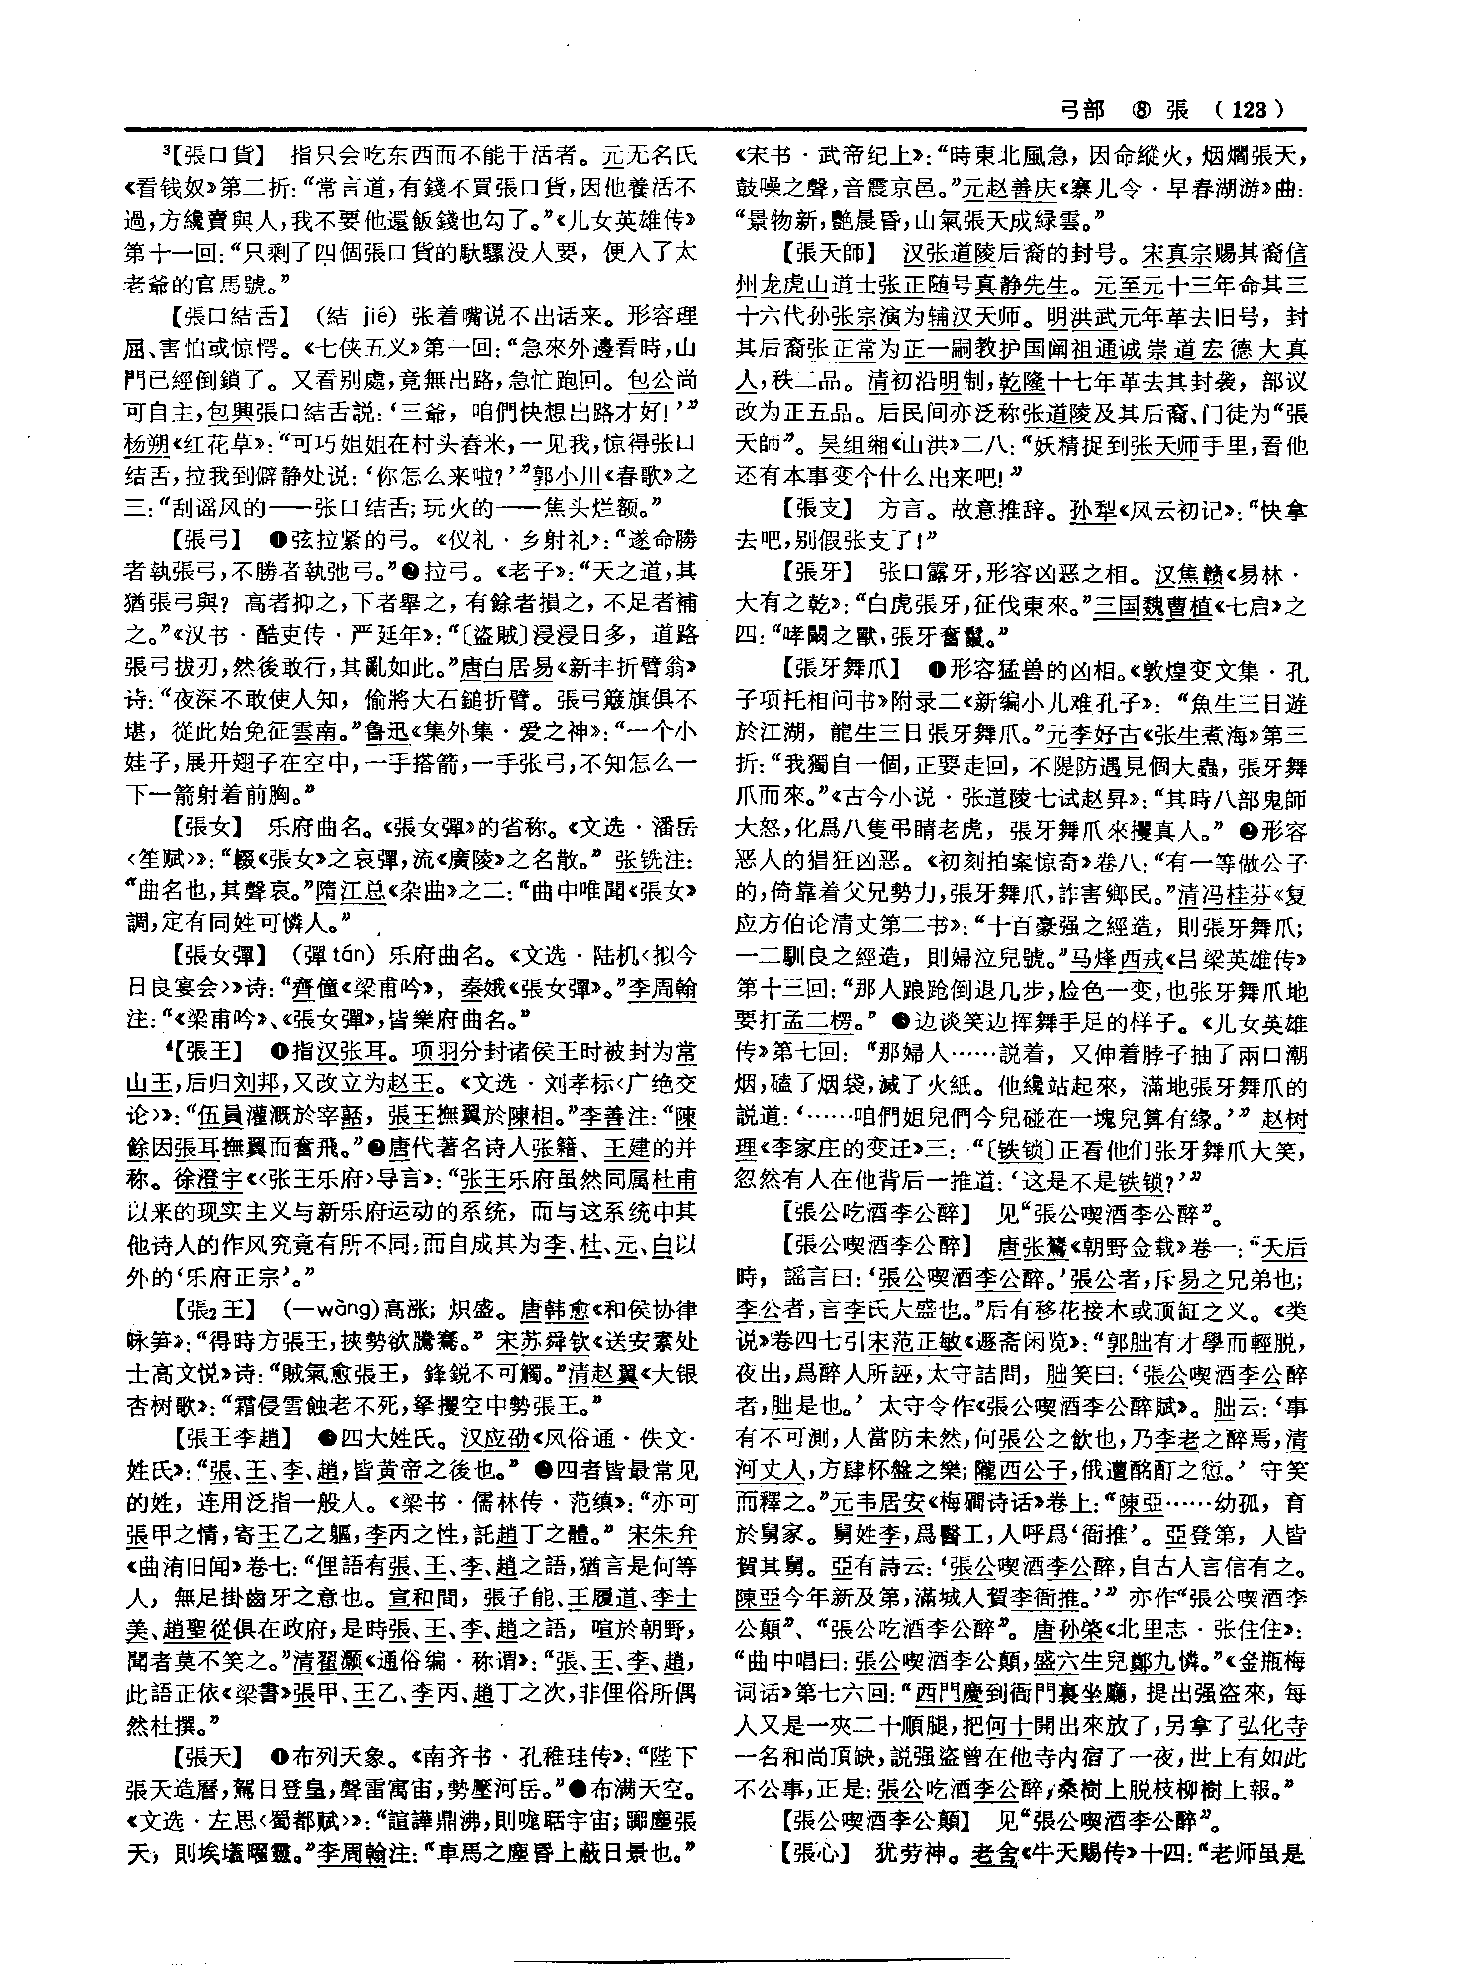 弓部 ⑧ 張 (123)
³【張口貨】 指只会吃东西而不能干活者。元无名氏
《看钱奴》第二折：“常言道，有錢不買張口貨，因他養活不
過，方纔賣與人，我不要他還飯錢也勾了。”《儿女英雄传》
第十一回：“只剩了四個張口貨的馱騾没人要，便入了太
老爺的官馬號。”
【張口結舌】 （結 jié）张着嘴说不出话来。形容理
屈、害怕或惊愕。《七侠五义》第一回：“急來外邊看時，山
門已經倒鎖了。又看别處，竟無出路，急忙跑回。包公尚
可自主，包興張口結舌説：‘三爺，咱們快想出路才好！’”
杨朔《红花草》：“可巧姐姐在村头舂米，一见我，惊得张口
结舌，拉我到僻静处说：‘你怎么来啦？’”郭小川《春歌》之
三：“刮谣风的——张口结舌；玩火的——焦头烂额。”
【張弓】 ❶弦拉紧的弓。《仪礼·乡射礼》：“遂命勝
者執張弓，不勝者執弛弓。”❷拉弓。《老子》：“天之道，其
猶張弓與？高者抑之，下者舉之，有餘者損之，不足者補
之。”《汉书·酷吏传·严延年》：“〔盜賊〕浸浸日多，道路
張弓拔刃，然後敢行，其亂如此。”唐白居易《新丰折臂翁》
诗：“夜深不敢使人知，偷將大石鎚折臂。張弓簸旗俱不
堪，從此始免征雲南。”鲁迅《集外集·爱之神》：“一个小
娃子，展开翅子在空中，一手搭箭，一手张弓，不知怎么一
下一箭射着前胸。”
【張女】 乐府曲名。《張女彈》的省称。《文选·潘岳
〈笙赋〉》：“輟《張女》之哀彈，流《廣陵》之名散。”张铣注：
“曲名也，其聲哀。”隋江总《杂曲》之二：“曲中唯聞《張女》
調，定有同姓可憐人。”
【張女彈】 （彈 tán）乐府曲名。《文选·陆机〈拟今
日良宴会〉》诗：“齊僮《梁甫吟》，秦娥《張女彈》。”李周翰
注：“《梁甫吟》、《張女彈》，皆樂府曲名。”
⁴【張王】 ❶指汉张耳。项羽分封诸侯王时被封为常
山王，后归刘邦，又改立为赵王。《文选·刘孝标〈广绝交
论〉》：“伍員濯溉於宰嚭，張王撫翼於陳相。”李善注：“陳
餘因張耳撫翼而奮飛。”❷唐代著名诗人张籍、王建的并
称。徐澄宇《〈张王乐府〉导言》：“张王乐府虽然同属杜甫
以来的现实主义与新乐府运动的系统，而与这系统中其
他诗人的作风究竟有所不同；而自成其为李、杜、元、白以
外的‘乐府正宗’。”
【張₂王】 （—wàng）高涨；炽盛。唐韩愈《和侯协律
咏笋》：“得時方張王，挾勢欲騰騫。”宋苏舜钦《送安素处
士高文悦》诗：“賊氣愈張王，鋒鋭不可觸。”清赵翼《大银
杏树歌》：“霜侵雪蝕老不死，拏攫空中勢張王。”
【張王李趙】 ❶四大姓氏。汉应劭《风俗通·佚文·
姓氏》：“張、王、李、趙，皆黄帝之後也。”❷四者皆最常见
的姓，连用泛指一般人。《梁书·儒林传·范缜》：“亦可
張甲之情，寄王乙之軀，李丙之性，託趙丁之體。”宋朱弁
《曲洧旧闻》卷七：“俚語有張、王、李、趙之語，猶言是何等
人，無足掛齒牙之意也。宣和間，張子能、王履道、李士
美、趙聖從俱在政府，是時張、王、李、趙之語，喧於朝野，
聞者莫不笑之。”清翟灏《通俗编·称谓》：“張、王、李、趙，
此語正依《梁書》張甲、王乙、李丙、趙丁之次，非俚俗所偶
然杜撰。”
【張天】 ❶布列天象。《南齐书·孔稚珪传》：“陛下
張天造曆，駕日登皇，聲雷寓宙，勢壓河岳。”❷布满天空。
《文选·左思〈蜀都赋〉》：“諠譁鼎沸，則哤聒宇宙；囂塵張
天，則埃壒曜靈。”李周翰注：“車馬之塵昏上蔽日景也。”
《宋书·武帝纪上》：“時東北風急，因命縱火，烟爓張天，
鼓噪之聲，音震京邑。”元赵善庆《寨儿令·早春湖游》曲：
“景物新，艷晨昏，山氣張天成緑雲。”
【張天師】 汉张道陵后裔的封号。宋真宗赐其裔信
州龙虎山道士张正随号真静先生。元至元十三年命其三
十六代孙张宗演为辅汉天师。明洪武元年革去旧号，封
其后裔张正常为正一嗣教护国阐祖通诚崇道宏德大真
人，秩二品。清初沿明制，乾隆十七年革去其封袭，部议
改为正五品。后民间亦泛称张道陵及其后裔、门徒为“張
天師”。吴组缃《山洪》二八：“妖精捉到张天师手里，看他
还有本事变个什么出来吧！”
【張支】 方言。故意推辞。孙犁《风云初记》：“快拿
去吧，别假张支了！”
【張牙】 张口露牙，形容凶恶之相。汉焦赣《易林·
大有之乾》：“白虎張牙，征伐東來。”三国魏曹植《七启》之
四：“哮闞之獸，張牙奮鬣。”
【張牙舞爪】 ❶形容猛兽的凶相。《敦煌变文集·孔
子项托相问书》附录二《新编小儿难孔子》：“魚生三日遊
於江湖，龍生三日張牙舞爪。”元李好古《张生煮海》第三
折：“我獨自一個，正要走回，不隄防遇見個大蟲，張牙舞
爪而來。”《古今小说·张道陵七试赵昇》：“其時八部鬼師
大怒，化爲八隻弔睛老虎，張牙舞爪來攫真人。”❷形容
恶人的猖狂凶恶。《初刻拍案惊奇》卷八：“有一等做公子
的，倚靠着父兄勢力，張牙舞爪，詐害鄉民。”清冯桂芬《复
应方伯论清丈第二书》：“十百豪强之經造，則張牙舞爪；
一二馴良之經造，則婦泣兒號。”马烽西戎《吕梁英雄传》
第十三回：“那人踉跄倒退几步，脸色一变，也张牙舞爪地
要打孟二楞。”❸边谈笑边挥舞手足的样子。《儿女英雄
传》第七回：“那婦人……説着，又伸着脖子抽了兩口潮
烟，磕了烟袋，滅了火紙。他纔站起來，滿地張牙舞爪的
説道：‘……咱們姐兒們今兒碰在一塊兒算有緣。’”赵树
理《李家庄的变迁》三：“〔铁锁〕正看他们张牙舞爪大笑，
忽然有人在他背后一推道：‘这是不是铁锁？’”
【張公吃酒李公醉】 见“張公喫酒李公醉”。
【張公喫酒李公醉】 唐张鷟《朝野佥载》卷一：“天后
時，謡言曰：‘張公喫酒李公醉。’張公者，斥易之兄弟也；
李公者，言李氏大盛也。”后有移花接木或顶缸之义。《类
说》卷四七引宋范正敏《遯斋闲览》：“郭朏有才學而輕脱，
夜出，爲醉人所誣，太守詰問，朏笑曰：‘張公喫酒李公醉
者，朏是也。’太守令作《張公喫酒李公醉賦》。朏云：‘事
有不可測，人當防未然，何張公之飲也，乃李老之醉焉，清
河丈人，方肆杯盤之樂；隴西公子，俄遭酩酊之愆。’守笑
而釋之。”元韦居安《梅磵诗话》卷上：“陳亞……幼孤，育
於舅家。舅姓李，爲醫工，人呼爲‘衙推’。亞登第，人皆
賀其舅。亞有詩云：‘張公喫酒李公醉，自古人言信有之。
陳亞今年新及第，滿城人賀李衙推。’”亦作“張公喫酒李
公顛”、“張公吃酒李公醉”。唐孙棨《北里志·张住住》：
“曲中唱曰：張公喫酒李公顛，盛六生兒鄭九憐。”《金瓶梅
词话》第七六回：“西門慶到衙門裏坐廳，提出强盗來，每
人又是一夾二十順腿，把何十開出來放了，另拿了弘化寺
一名和尚頂缺，説强盗曾在他寺内宿了一夜，世上有如此
不公事，正是：張公吃酒李公醉，桑樹上脱枝柳樹上報。”
【張公喫酒李公顛】 见“張公喫酒李公醉”。
【張心】 犹劳神。老舍《牛天赐传》十四：“老师虽是